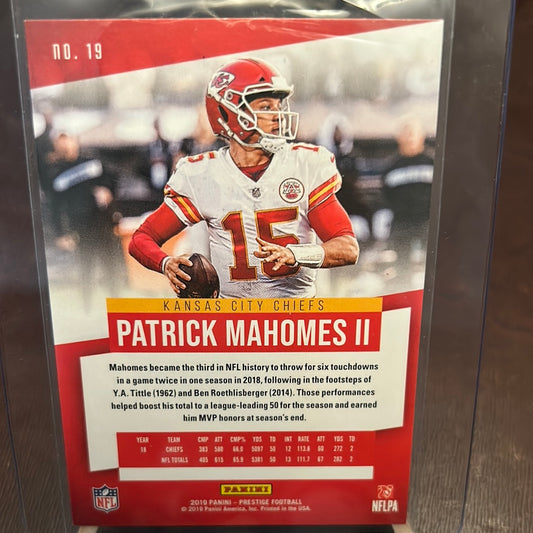 NO. 19
15
15
KANSAS CITY CHIEFS
PATRICK MAHOMES II
Mahomes became the third in NFL history to throw for six touchdowns
in a game twice in one season in 2018, following in the footsteps of
Y.A. Tittle (1962) and Ben Roethlisberger (2014). Those performances
helped boost his total to a league-leading 50 for the season and earned
him MVP honors at season's end.
YEAR TEAM CMP ATT CMP% YDS TD INT RATE ATT YDS TD
18 CHIEFS 383 580 66.0 5097 50 12 113.8 60 272 2
NFL TOTALS 405 615 65.9 5381 50 13 111.7 67 282 2
PANINI
NFL
2019 PANINI – PRESTIGE FOOTBALL
© 2019 Panini America, Inc. Printed in the USA.
NFLPA